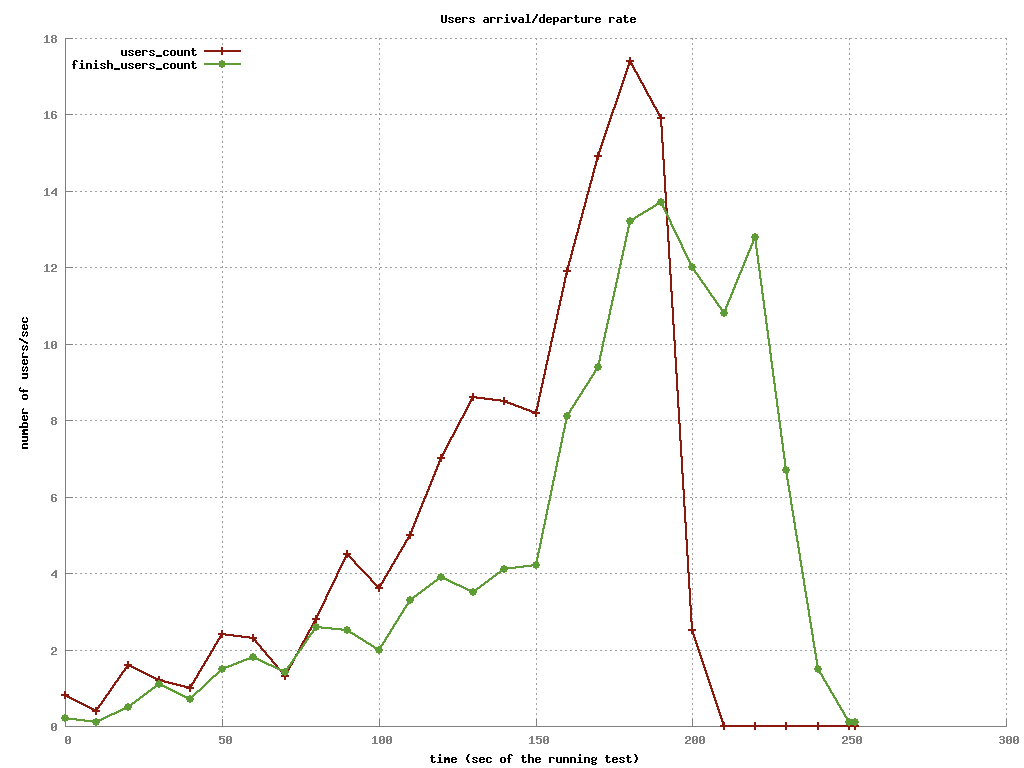 Users arrival/departure rate
users_count
finish_users_count
18
16
14
12
10
8
6
4
2
0
number of users/sec
0 50 100 150 200 250 300
time (sec of the running test)